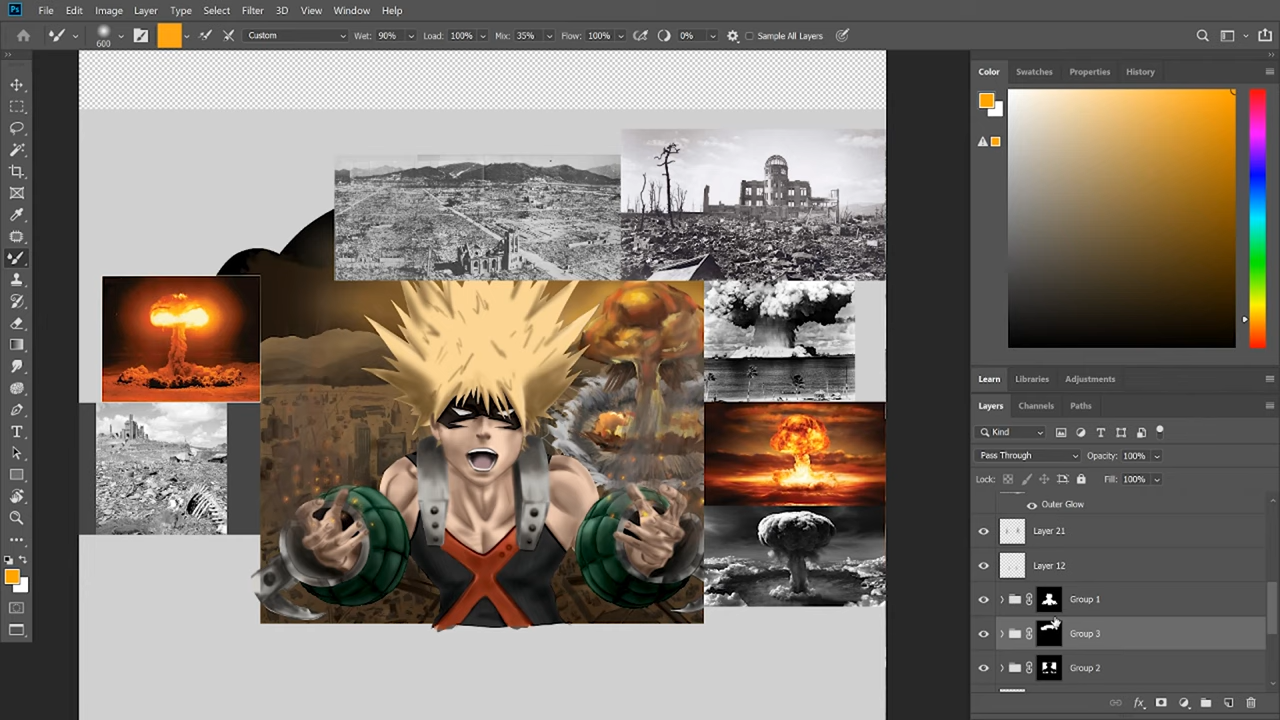 Ps File Edit Image Layer Type Select Filter 3D View Window Help
600 Custom Wet: 90% Load: 100% Mix: 35% Flow: 100% 0% Sample All Layers
Color Swatches Properties History
Learn Libraries Adjustments
Layers Channels Paths
Kind
Pass Through Opacity: 100%
Lock: Fill: 100%
Outer Glow
Layer 21
Layer 12
Group 1
Group 3
Group 2